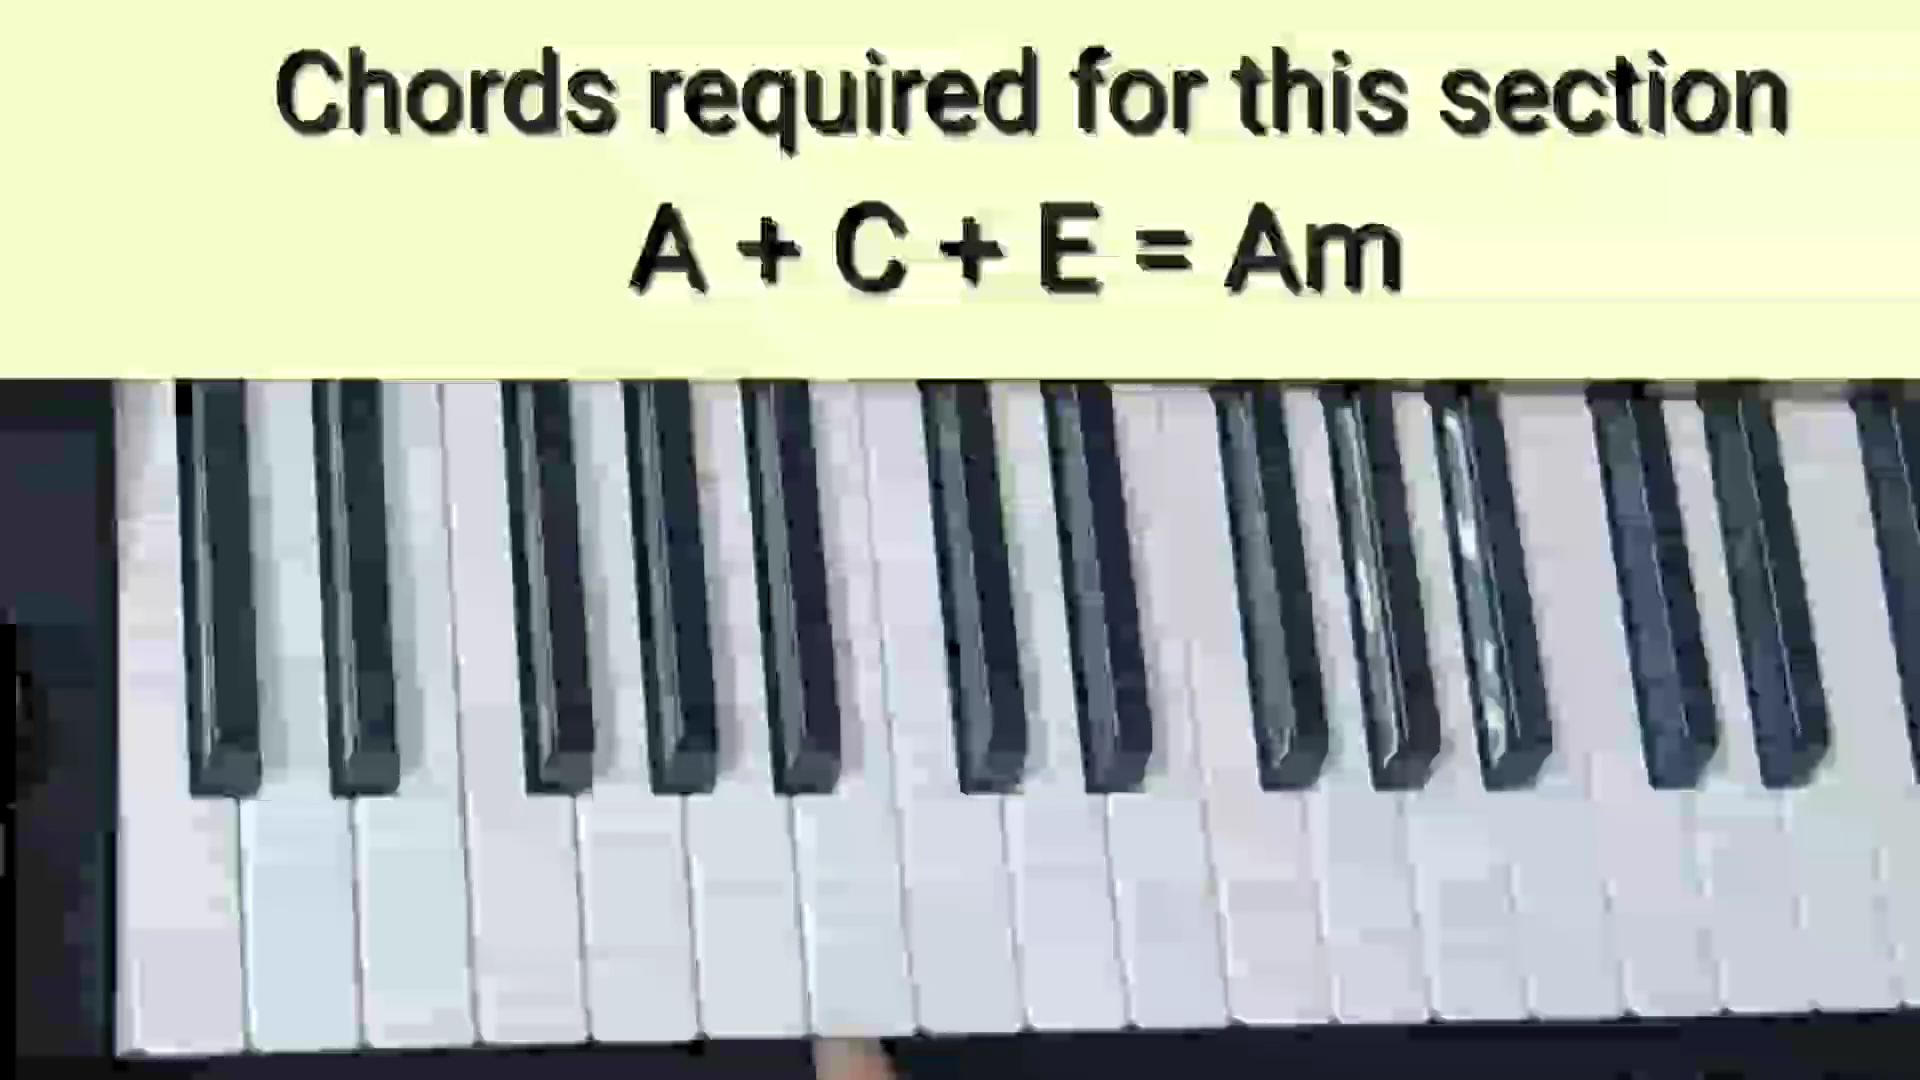 Chords required for this section
A + C + E = Am